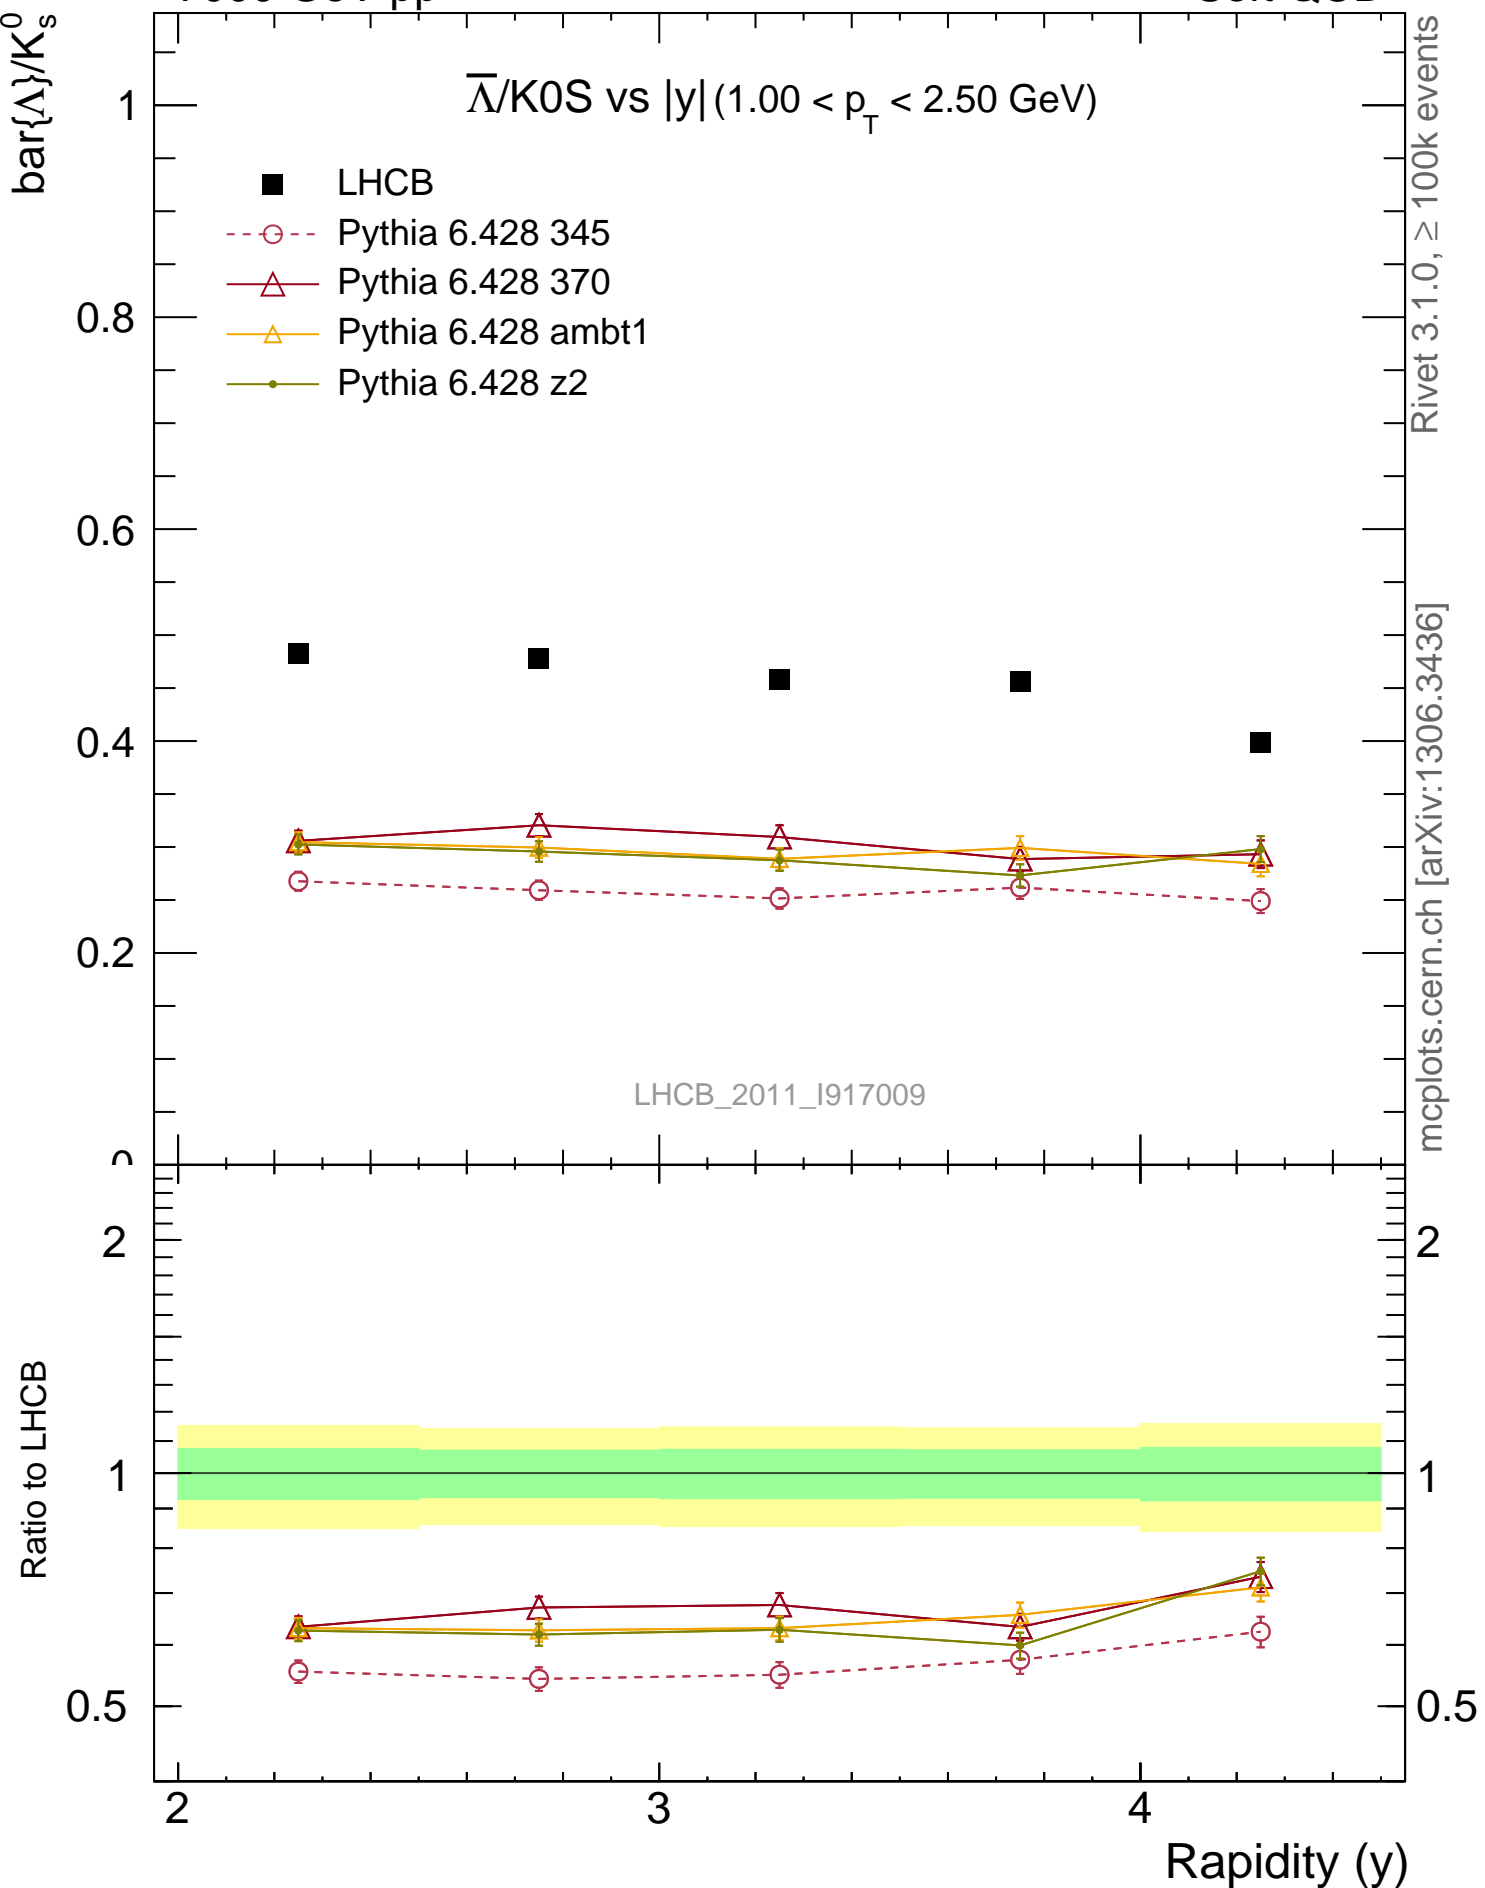 bar{Λ}/K⁰ₛ
Λ̅/K0S vs |y| (1.00 < p_T < 2.50 GeV)
LHCB
Pythia 6.428 345
Pythia 6.428 370
Pythia 6.428 ambt1
Pythia 6.428 z2
1
0.8
0.6
0.4
0.2
LHCB_2011_I917009
Rivet 3.1.0, ≥ 100k events
mcplots.cern.ch [arXiv:1306.3436]
Ratio to LHCB
2
1
0.5
2
1
0.5
2
3
4
Rapidity (y)